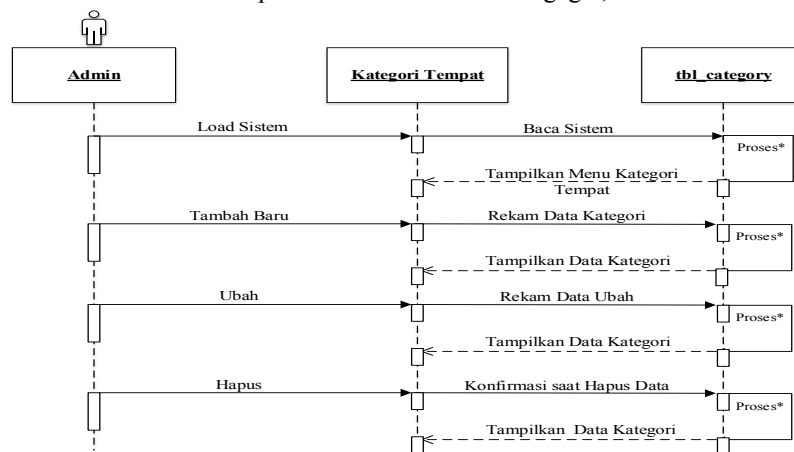 Admin
Kategori Tempat
tbl_category
Load Sistem
Baca Sistem
Proses*
Tampilkan Menu Kategori
Tempat
Tambah Baru
Rekam Data Kategori
Proses*
Tampilkan Data Kategori
Ubah
Rekam Data Ubah
Proses*
Tampilkan Data Kategori
Hapus
Konfirmasi saat Hapus Data
Proses*
Tampilkan Data Kategori